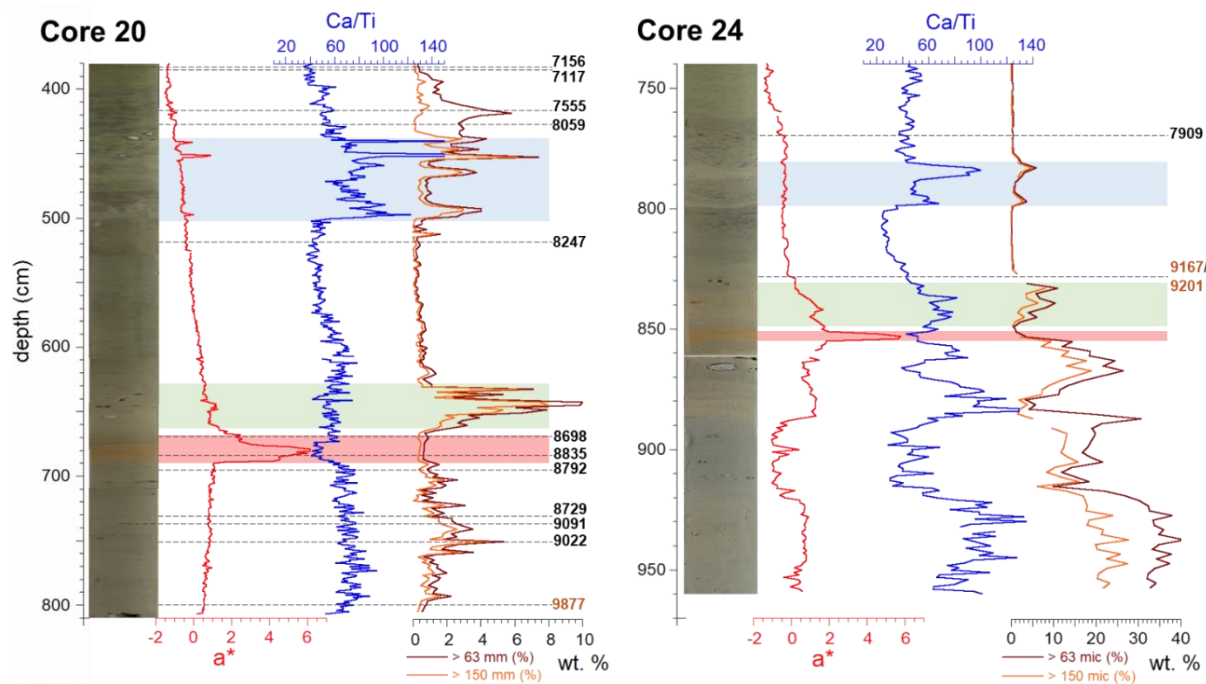 Core 20
Ca/Ti
20 60 100 140
depth (cm)
400
500
600
700
800
7156
7117
7555
8059
8247
8698
8835
8792
8729
9091
9022
9877
-2 0 2 4 6
a*
0 2 4 6 8 10
wt. %
> 63 mm (%)
> 150 mm (%)
Core 24
Ca/Ti
20 60 100 140
750
800
850
900
950
7909
9167/
9201
-2 0 2 4 6
a*
0 10 20 30 40
wt. %
> 63 mic (%)
> 150 mic (%)